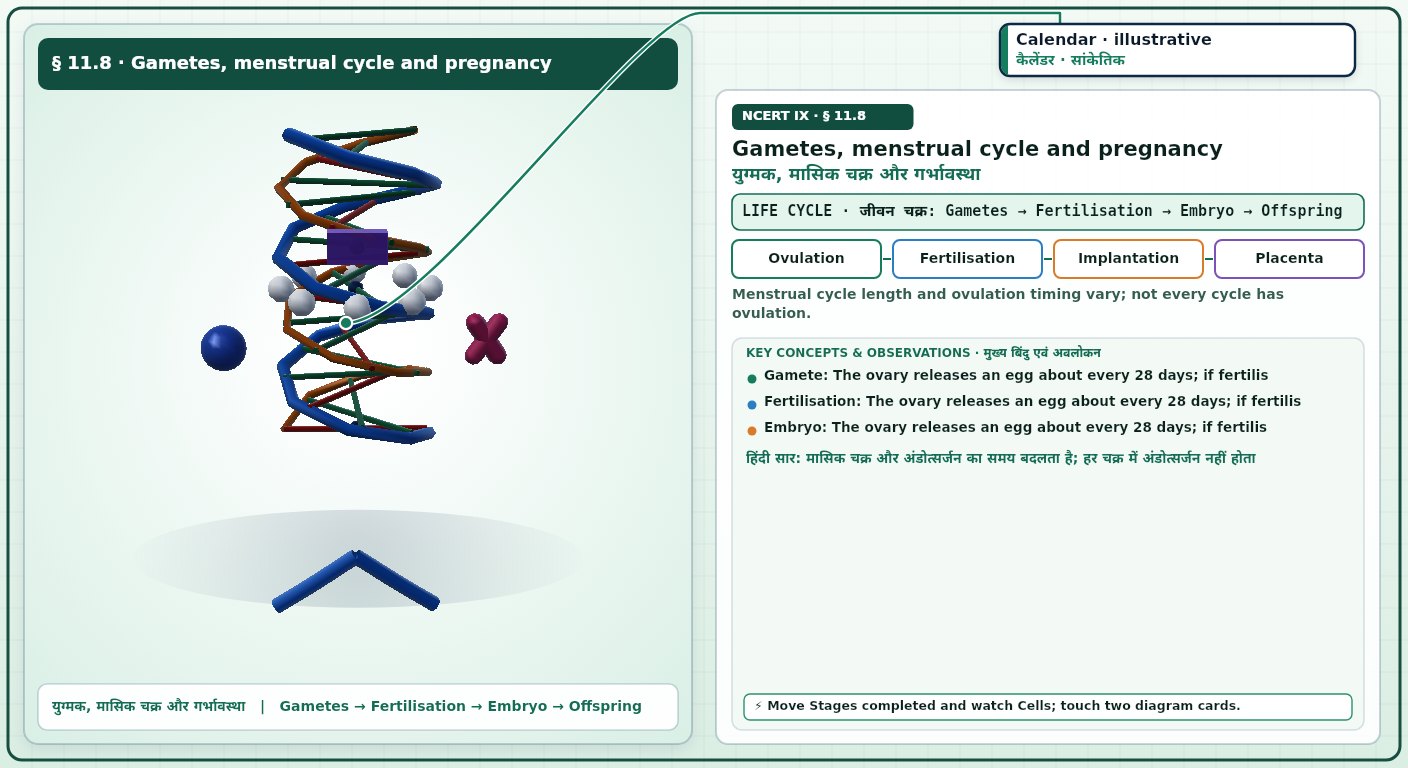 § 11.8 · Gametes, menstrual cycle and pregnancy
Calendar · illustrative
कैलेंडर · सांकेतिक
NCERT IX · § 11.8
Gametes, menstrual cycle and pregnancy
युग्मक, मासिक चक्र और गर्भावस्था
LIFE CYCLE · जीवन चक्र: Gametes → Fertilisation → Embryo → Offspring
Ovulation
Fertilisation
Implantation
Placenta
Menstrual cycle length and ovulation timing vary; not every cycle has
ovulation.
KEY CONCEPTS & OBSERVATIONS · मुख्य बिंदु एवं अवलोकन
Gamete: The ovary releases an egg about every 28 days; if fertilis
Fertilisation: The ovary releases an egg about every 28 days; if fertilis
Embryo: The ovary releases an egg about every 28 days; if fertilis
हिंदी सार: मासिक चक्र और अंडोत्सर्जन का समय बदलता है; हर चक्र में अंडोत्सर्जन नहीं होता
⚡ Move Stages completed and watch Cells; touch two diagram cards.
युग्मक, मासिक चक्र और गर्भावस्था | Gametes → Fertilisation → Embryo → Offspring